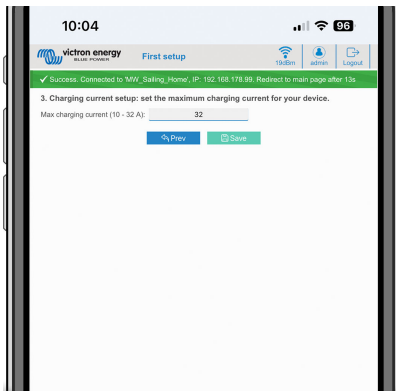 10:04
96
victron energy
BLUE POWER
First setup
19dBm
admin
Logout
Success. Connected to 'MW_Sailing_Home', IP: 192.168.178.99. Redirect to main page after 13s
3. Charging current setup: set the maximum charging current for your device.
Max charging current (10 - 32 A): 32
Prev
Save